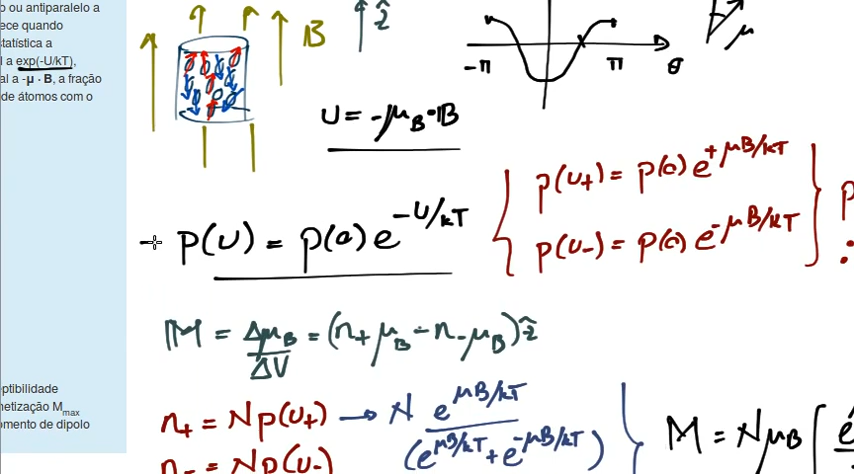 o ou antiparalelo a
ece quando
statística a
l a exp(-U/kT),
al a -μ · B, a fração
de átomos com o
B
ẑ
μ
-π
π
θ
U = -μ_B · B
P(U) = P(0) e^{-U/kT}
P(U+) = P(0) e^{+μB/kT}
P(U-) = P(0) e^{-μB/kT}
M = Δμ_B/ΔV = (n+ μ_B - n- μ_B) ẑ
n+ = N P(U+) → N e^{μB/kT} / (e^{μB/kT} + e^{-μB/kT})
n- = N P(U-)
M = Nμ_B [
ptibilidade
netização M_max
omento de dipolo